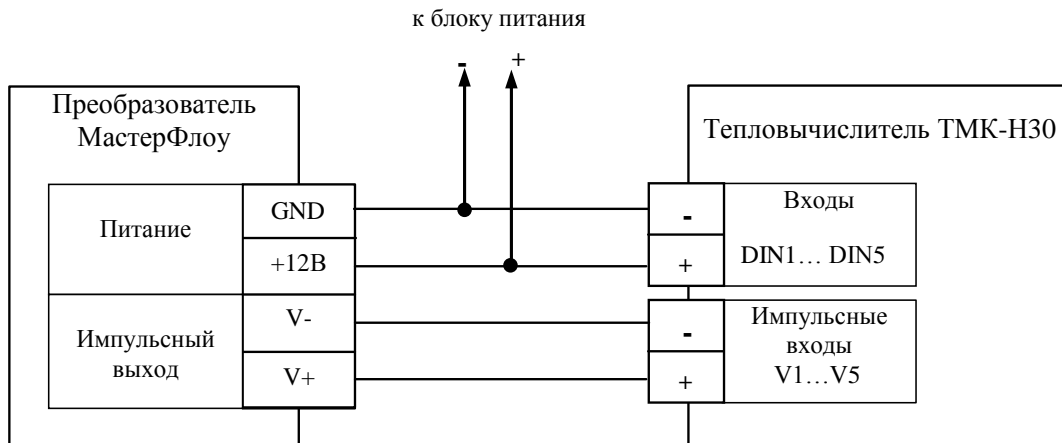 к блоку питания
- +
Преобразователь
МастерФлоу
Тепловычислитель ТМК-Н30
Питание
GND
+12В
-
+
Входы
DIN1... DIN5
Импульсный
выход
V-
V+
-
+
Импульсные
входы
V1...V5